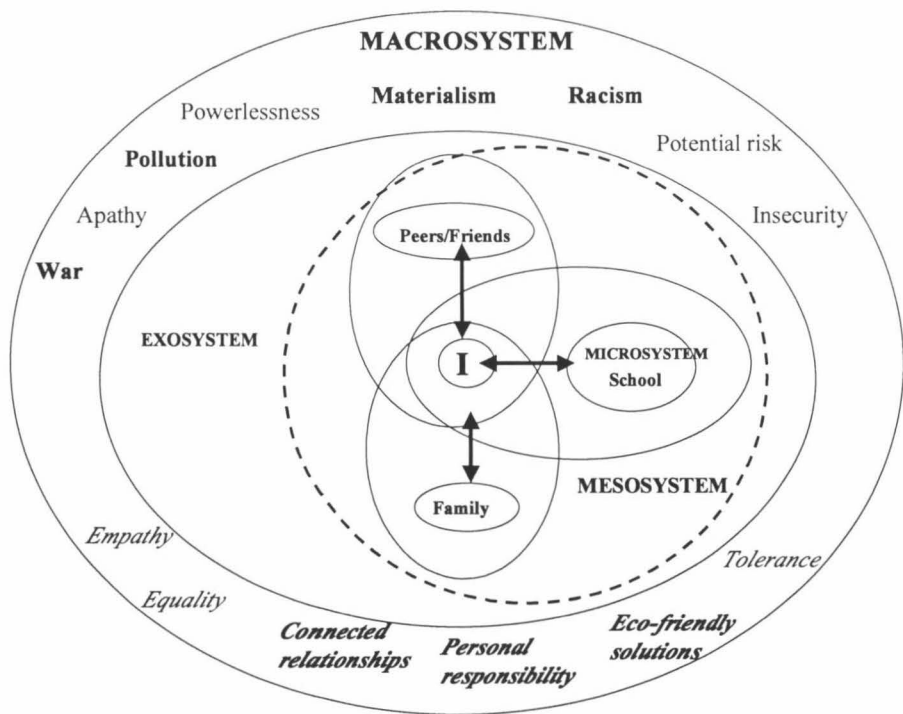 MACROSYSTEM
Materialism
Racism
Powerlessness
Potential risk
Pollution
Apathy
Insecurity
War
Peers/Friends
EXOSYSTEM
I
MICROSYSTEM
School
MESOSYSTEM
Family
Empathy
Tolerance
Equality
Connected
relationships
Personal
responsibility
Eco-friendly
solutions